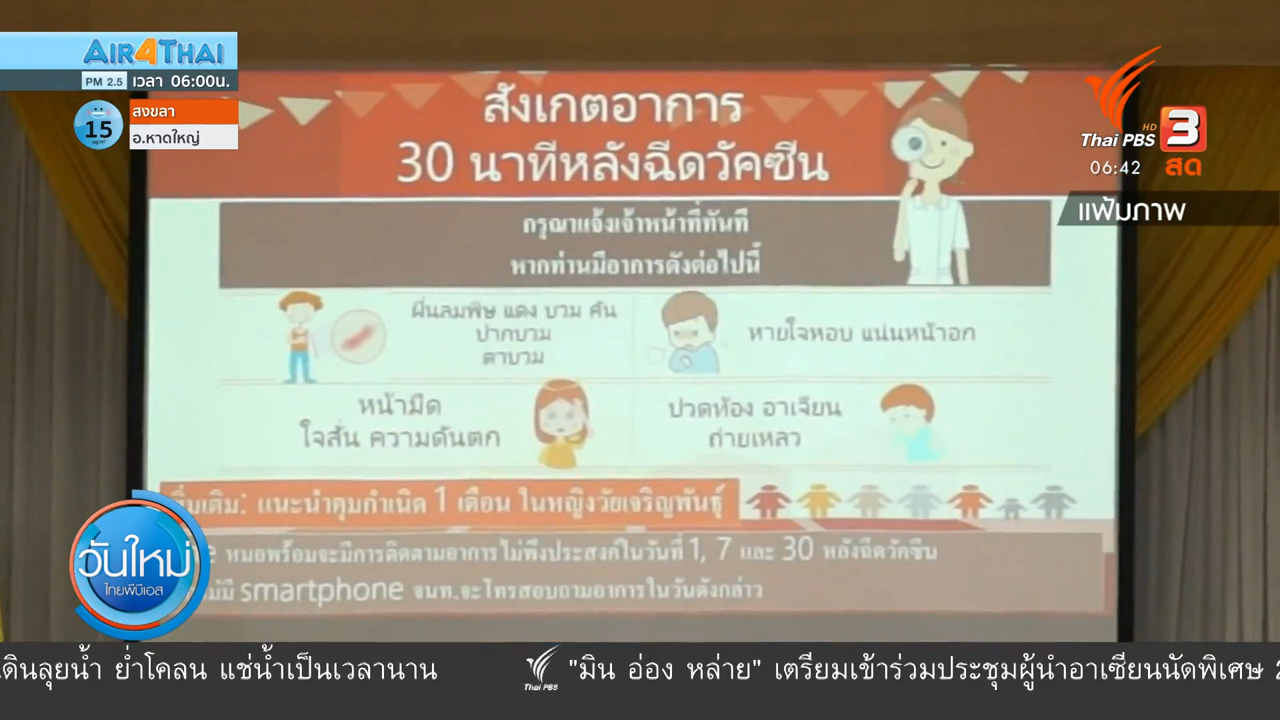 AIR4THAI
PM 2.5 เวลา 06:00น.
15
สงขลา
อ.หาดใหญ่
Thai PBS HD 3
06:42 สด
แฟ้มภาพ
สังเกตอาการ
30 นาทีหลังฉีดวัคซีน
กรุณาแจ้งเจ้าหน้าที่ทันที
หากท่านมีอาการดังต่อไปนี้
ผื่นลมพิษ แดง บวม คัน
ปากบวม
ตาบวม
หายใจหอบ แน่นหน้าอก
หน้ามืด
ใจสั่น ความดันตก
ปวดท้อง อาเจียน
ถ่ายเหลว
เติม: แนะนำคุมกำเนิด 1 เดือน ในหญิงวัยเจริญพันธุ์
หมอพร้อมจะมีการติดตามอาการไม่พึงประสงค์ในวันที่ 1, 7 และ 30 หลังฉีดวัคซีน
smartphone จนท.จะโทรสอบถามอาการในวันดังกล่าว
วันใหม่
ไทยพีบีเอส
เดินลุยน้ำ ย่ำโคลน แช่น้ำเป็นเวลานาน
Thai PBS
"มิน อ่อง หล่าย" เตรียมเข้าร่วมประชุมผู้นำอาเซียนนัดพิเศษ